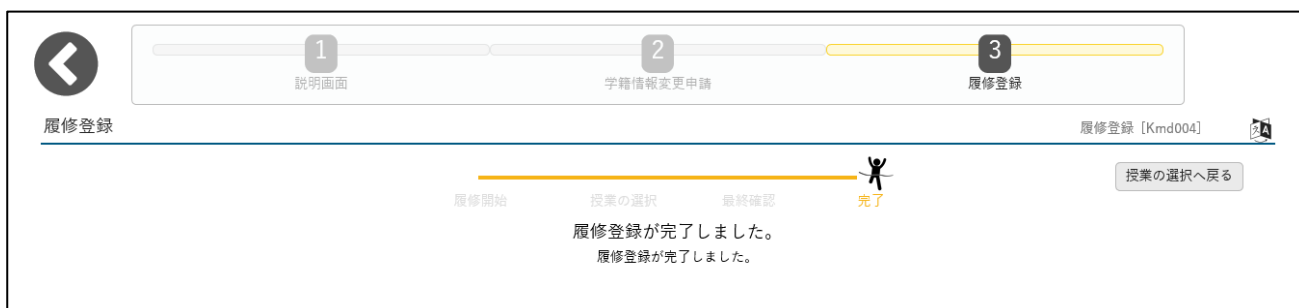 1
説明画面
2
学籍情報変更申請
3
履修登録
履修登録
履修登録 [Kmd004]
授業の選択へ戻る
履修開始
授業の選択
最終確認
完了
履修登録が完了しました。
履修登録が完了しました。